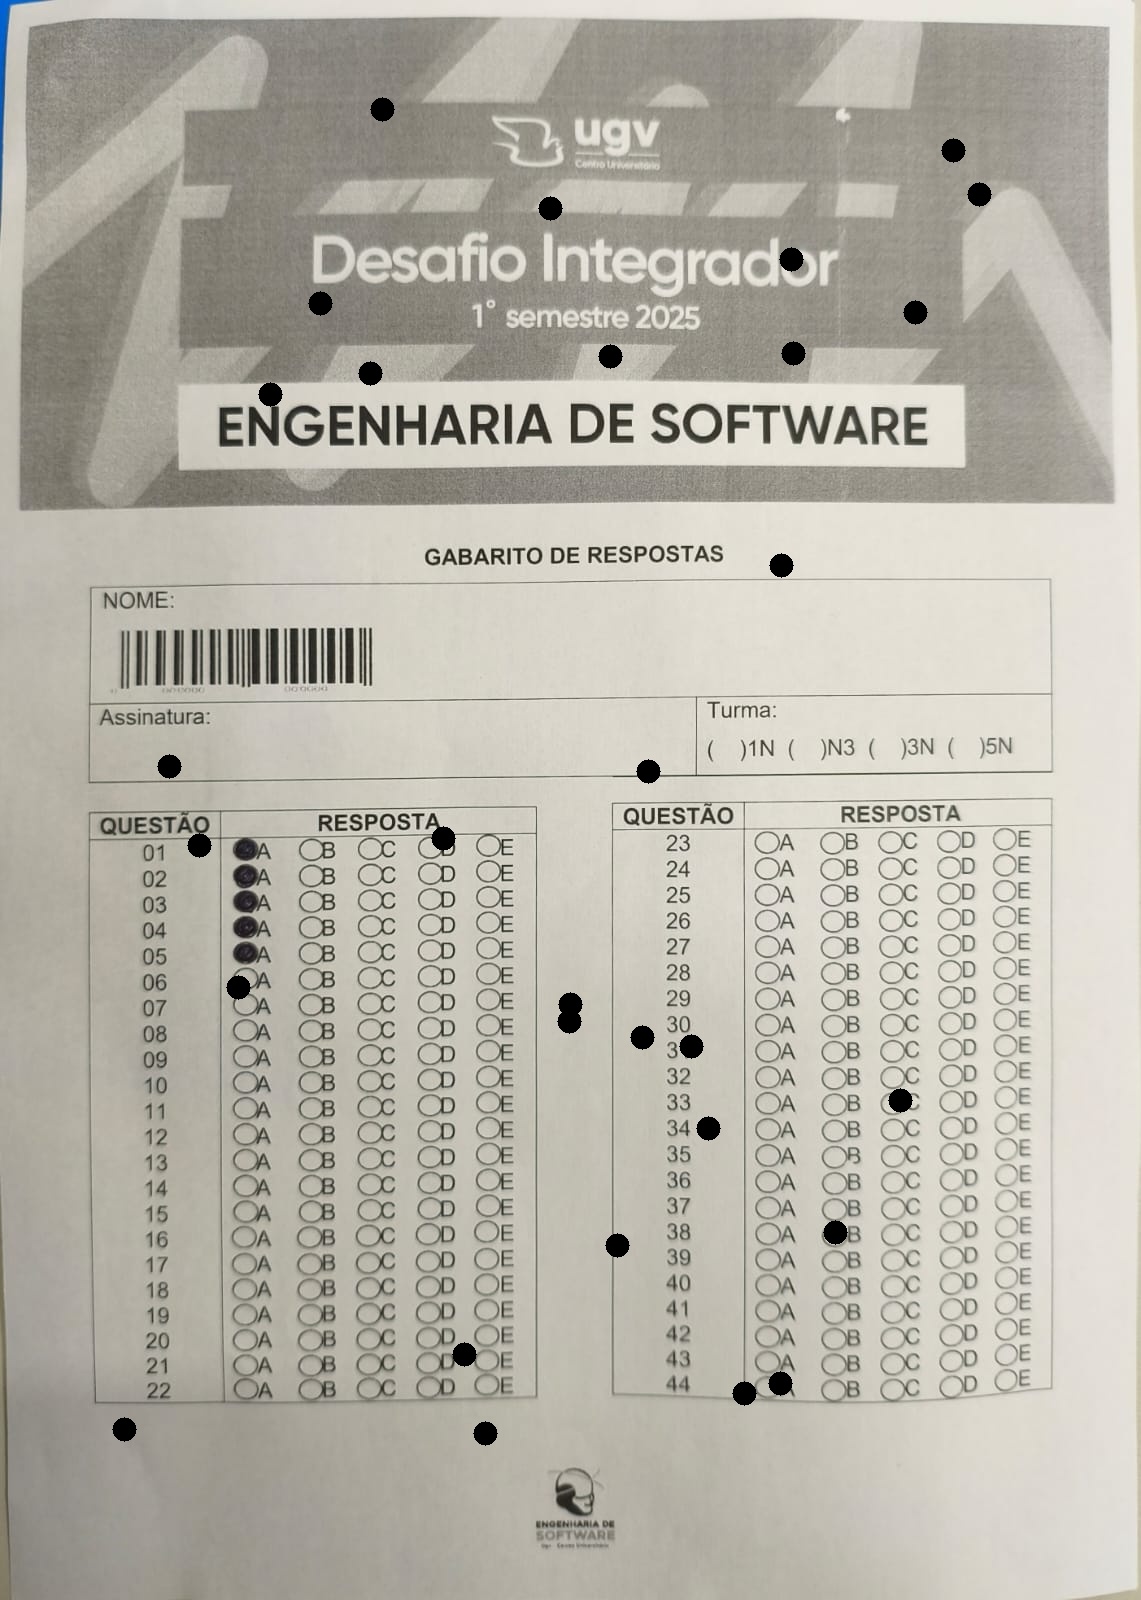 ugv
Centro Universitário
Desafio Integrador
1° semestre 2025
ENGENHARIA DE SOFTWARE
GABARITO DE RESPOSTAS
NOME:
Assinatura:
Turma:
( )1N ( )N3 ( )3N ( )5N
QUESTÃO RESPOSTA
01 A B C D E
02 A B C D E
03 A B C D E
04 A B C D E
05 A B C D E
06 A B C D E
07 A B C D E
08 A B C D E
09 A B C D E
10 A B C D E
11 A B C D E
12 A B C D E
13 A B C D E
14 A B C D E
15 A B C D E
16 A B C D E
17 A B C D E
18 A B C D E
19 A B C D E
20 A B C D E
21 A B C D E
22 A B C D E
QUESTÃO RESPOSTA
23 A B C D E
24 A B C D E
25 A B C D E
26 A B C D E
27 A B C D E
28 A B C D E
29 A B C D E
30 A B C D E
3 A B C D E
32 A B C D E
33 A B C D E
34 A B C D E
35 A B C D E
36 A B C D E
37 A B C D E
38 A B C D E
39 A B C D E
40 A B C D E
41 A B C D E
42 A B C D E
43 A B C D E
44 A B C D E
ENGENHARIA DE
SOFTWARE